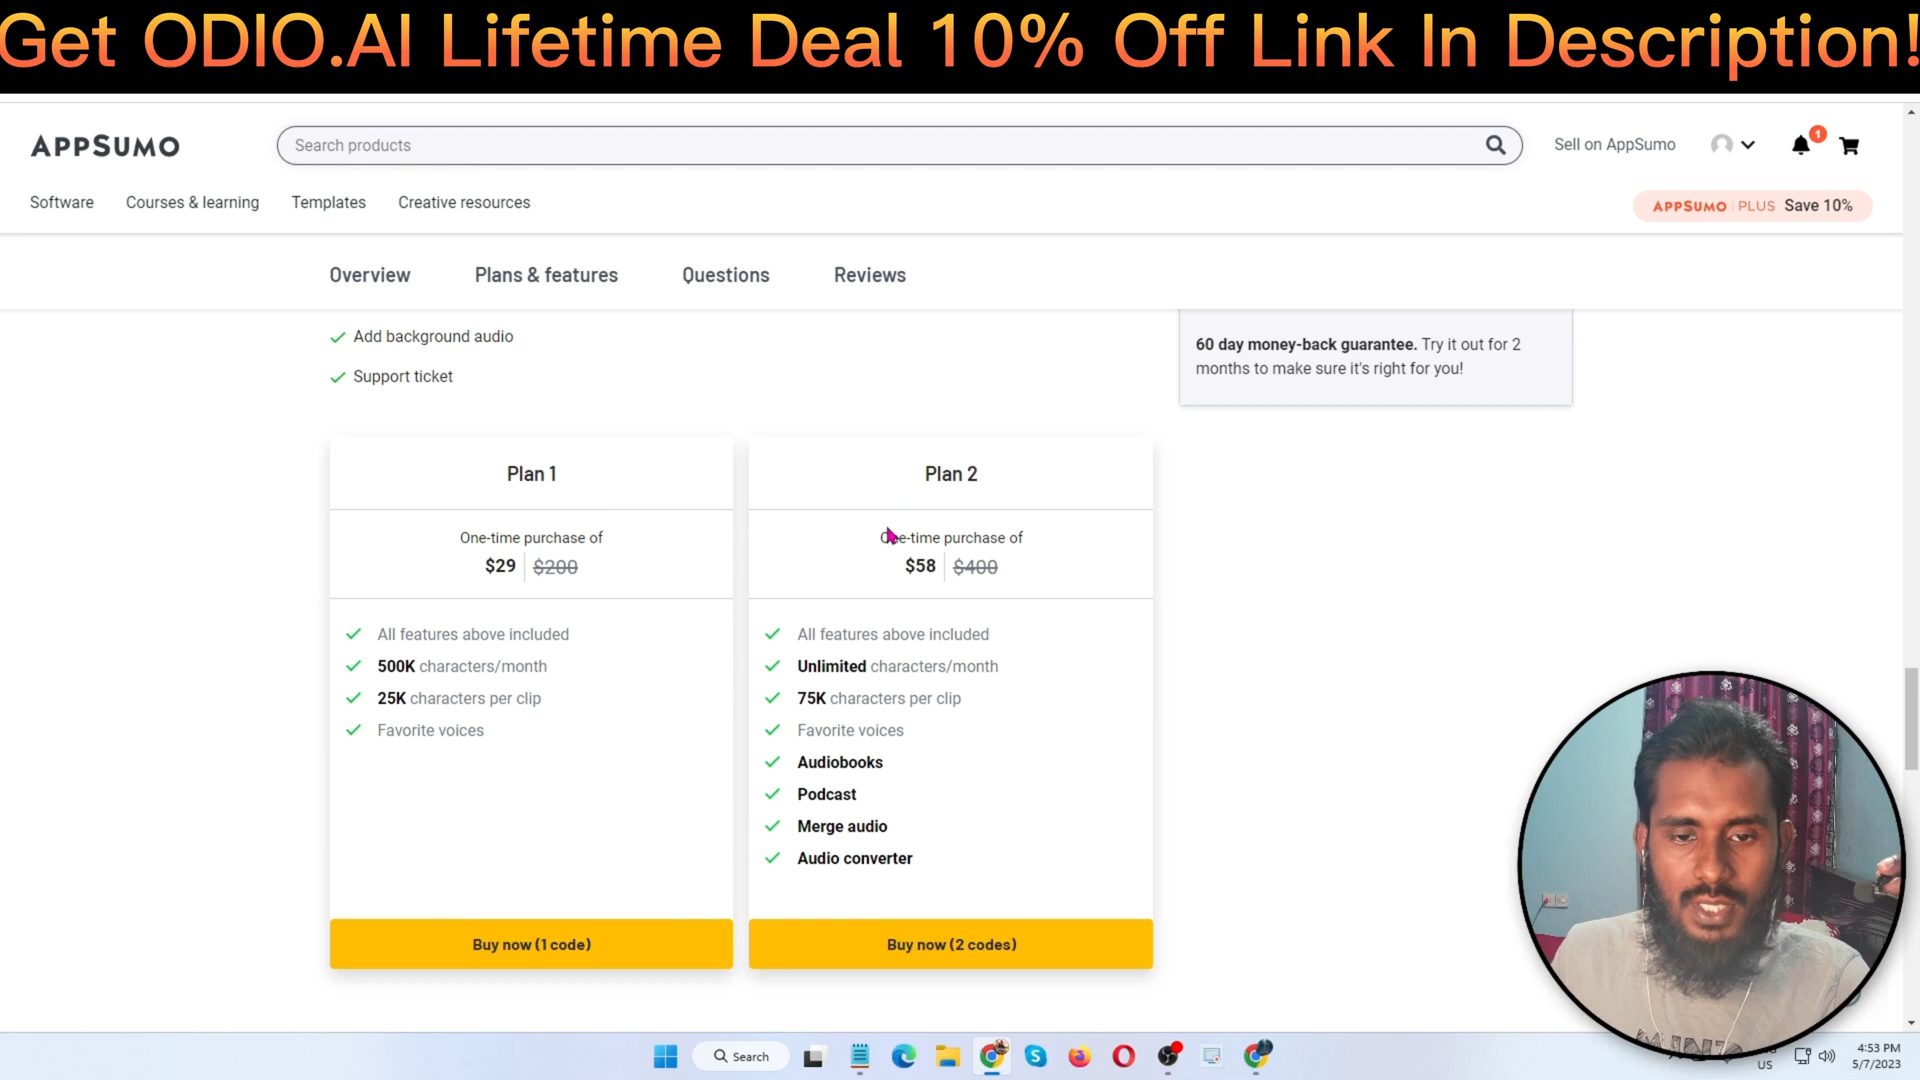 Get ODIO.AI Lifetime Deal 10% Off Link In Description!
APPSUMO
Search products
Sell on AppSumo
1
Software
Courses & learning
Templates
Creative resources
APPSUMO PLUS Save 10%
Overview
Plans & features
Questions
Reviews
Add background audio
Support ticket
60 day money-back guarantee. Try it out for 2
months to make sure it's right for you!
Plan 1
One-time purchase of
$29 $200
All features above included
500K characters/month
25K characters per clip
Favorite voices
Buy now (1 code)
Plan 2
One-time purchase of
$58 $400
All features above included
Unlimited characters/month
75K characters per clip
Favorite voices
Audiobooks
Podcast
Merge audio
Audio converter
Buy now (2 codes)
Search
US
4:53 PM
5/7/2023